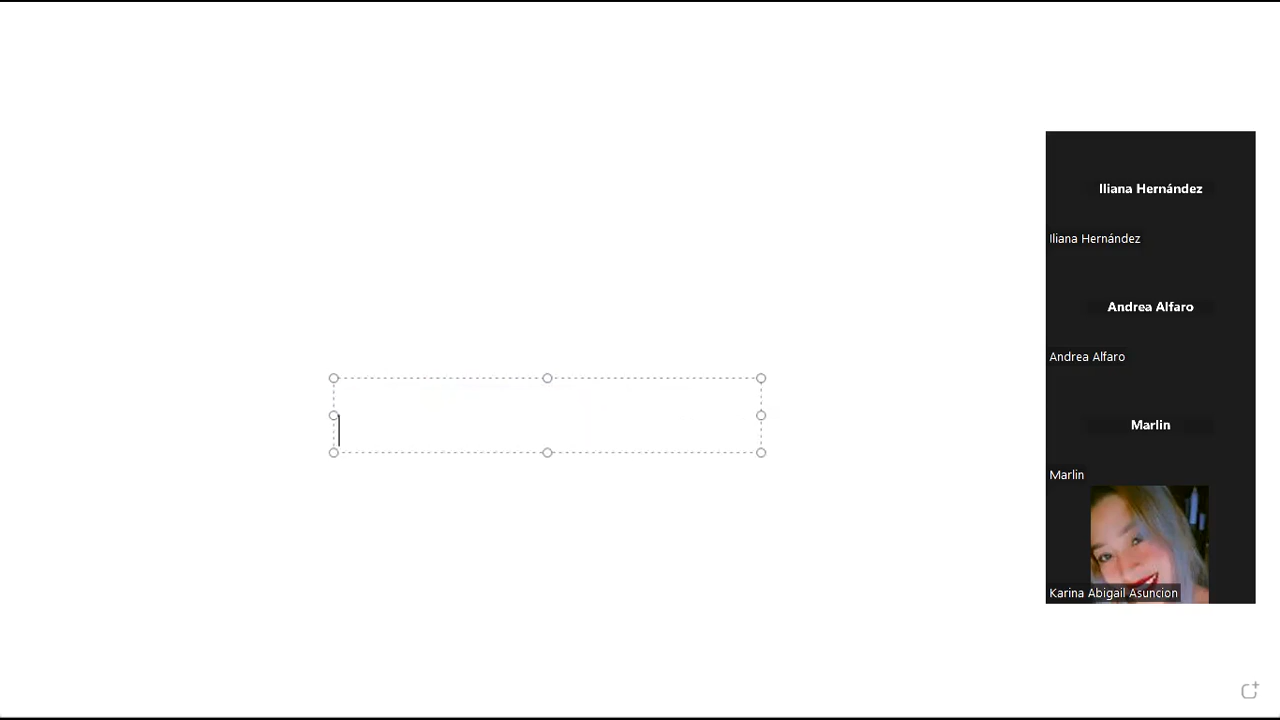 Iliana Hernández
Iliana Hernández
Andrea Alfaro
Andrea Alfaro
Marlin
Marlin
Karina Abigail Asuncion